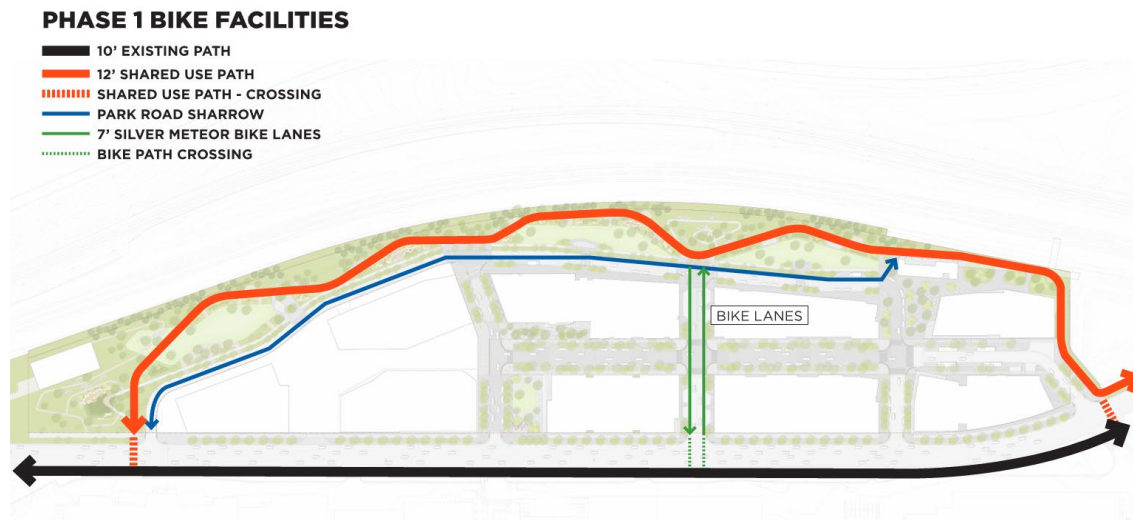 PHASE 1 BIKE FACILITIES
10’ EXISTING PATH
12’ SHARED USE PATH
SHARED USE PATH - CROSSING
PARK ROAD SHARROW
7’ SILVER METEOR BIKE LANES
BIKE PATH CROSSING
BIKE LANES